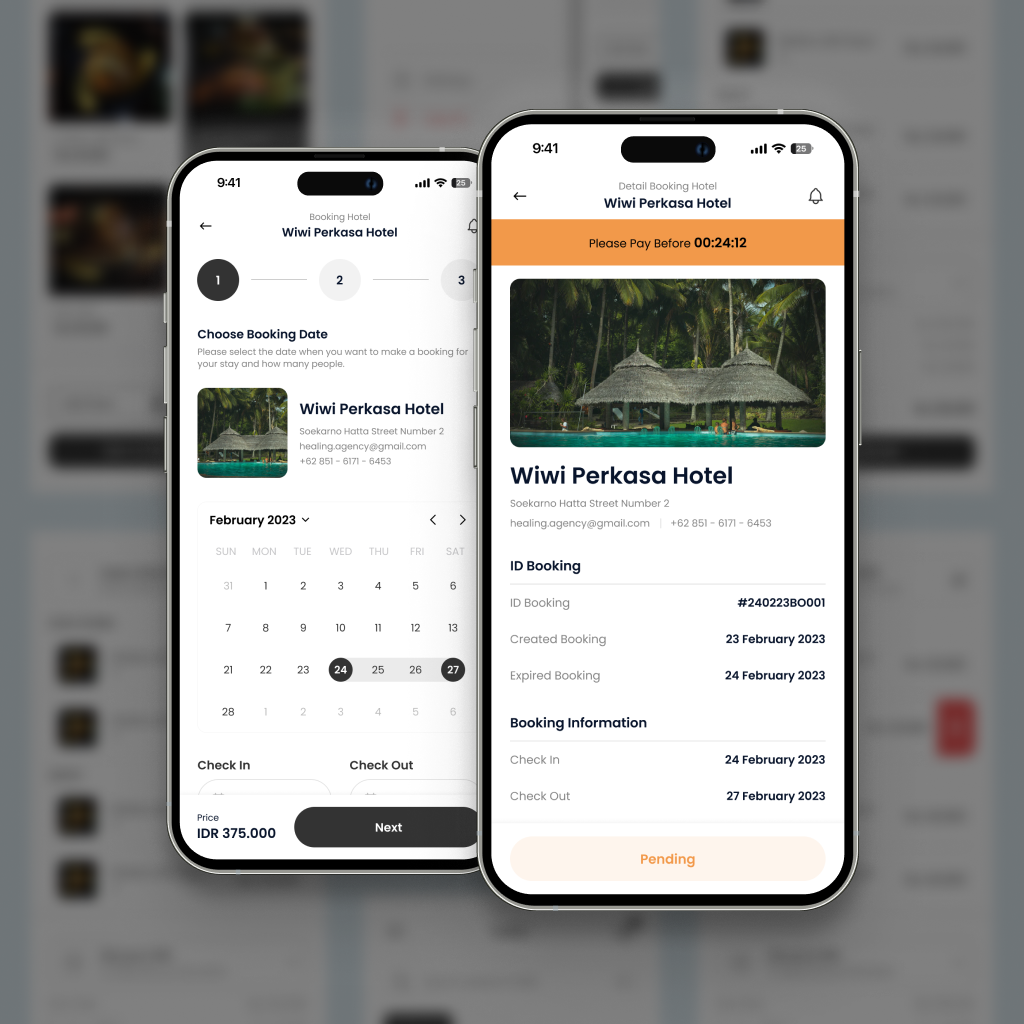 9:41
25
Booking Hotel
Wiwi Perkasa Hotel
1
2
3
Choose Booking Date
Please select the date when you want to make a booking for
your stay and how many people.
Wiwi Perkasa Hotel
Soekarno Hatta Street Number 2
healing.agency@gmail.com
+62 851 - 6171 - 6453
February 2023
SUN MON TUE WED THU FRI SAT
31 1 2 3 4 5 6
7 8 9 10 11 12 13
21 22 23 24 25 26 27
28 1 2 3 4 5 6
Check In Check Out
Price
IDR 375.000
Next
9:41
25
Detail Booking Hotel
Wiwi Perkasa Hotel
Please Pay Before 00:24:12
Wiwi Perkasa Hotel
Soekarno Hatta Street Number 2
healing.agency@gmail.com | +62 851 - 6171 - 6453
ID Booking
ID Booking #240223BO001
Created Booking 23 February 2023
Expired Booking 24 February 2023
Booking Information
Check In 24 February 2023
Check Out 27 February 2023
Pending